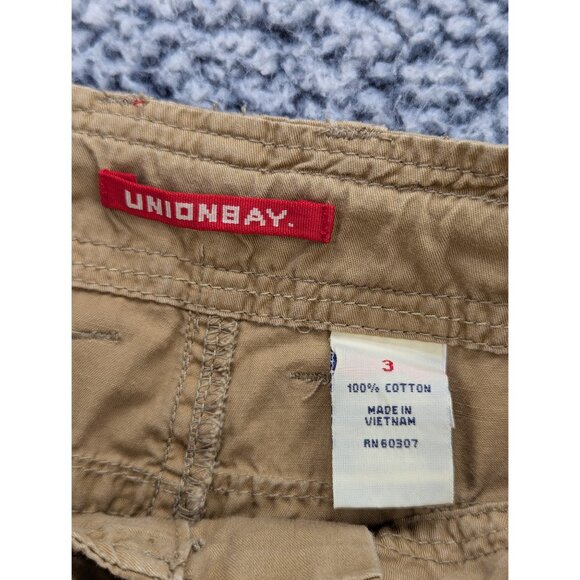 UNIONBAY.
3
100% COTTON
MADE IN
VIETNAM
RN60307